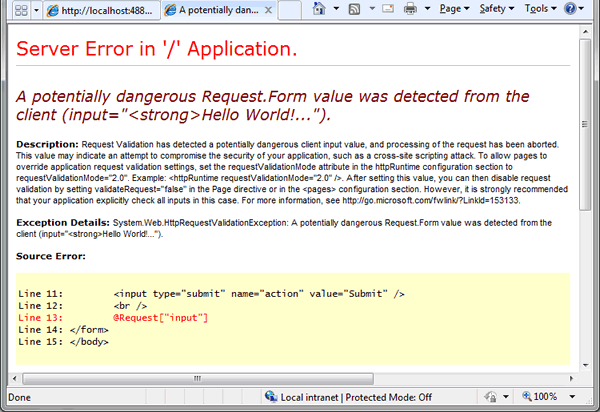 http://localhost:488...
A potentially dan...
Page
Safety
Tools
Server Error in '/' Application.
A potentially dangerous Request.Form value was detected from the
client (input="<strong>Hello World!...").
Description: Request Validation has detected a potentially dangerous client input value, and processing of the request has been aborted.
This value may indicate an attempt to compromise the security of your application, such as a cross-site scripting attack. To allow pages to
override application request validation settings, set the requestValidationMode attribute in the httpRuntime configuration section to
requestValidationMode="2.0". Example: <httpRuntime requestValidationMode="2.0" />. After setting this value, you can then disable request
validation by setting validateRequest="false" in the Page directive or in the <pages> configuration section. However, it is strongly recommended
that your application explicitly check all inputs in this case. For more information, see http://go.microsoft.com/fwlink/?LinkId=153133.
Exception Details: System.Web.HttpRequestValidationException: A potentially dangerous Request.Form value was detected from the
client (input="<strong>Hello World!...").
Source Error:
Line 11:        <input type="submit" name="action" value="Submit" />
Line 12:        <br />
Line 13:        @Request["input"]
Line 14: </form>
Line 15: </body>
Done
Local intranet | Protected Mode: Off
100%